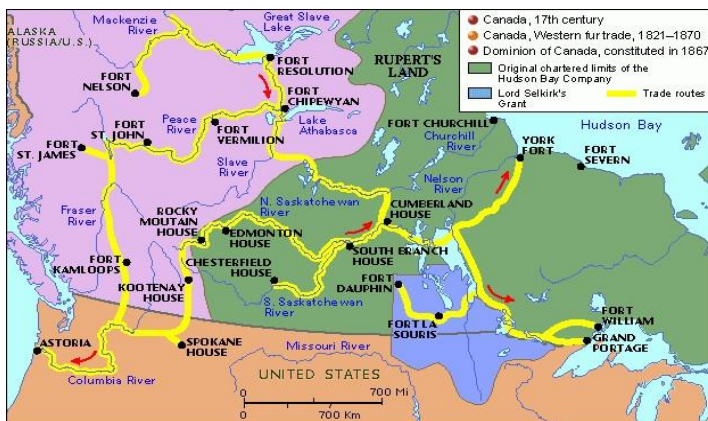 Mackenzie
River
Great Slave
Lake
ALASKA
(RUSSIA/U.S.)
FORT
NELSON
FORT
RESOLUTION
RUPERT'S
LAND
Canada, 17th century
Canada, Western fur trade, 1821–1870
Dominion of Canada, constituted in 1867
Original chartered limits of the
Hudson Bay Company
Lord Selkirk's
Grant
Trade routes
FORT
CHIPEWYAN
Peace
River
FORT
ST. JOHN
FORT
VERMILION
Lake
Athabasca
FORT
ST. JAMES
Slave
River
FORT CHURCHILL
Churchill
River
Hudson Bay
YORK
FORT
FORT
SEVERN
Nelson
River
Fraser
River
N. Saskatchewan
River
CUMBERLAND
HOUSE
ROCKY
MOUTAIN
HOUSE
EDMONTON
HOUSE
SOUTH BRANCH
HOUSE
FORT
KAMLOOPS
KOOTENAY
HOUSE
CHESTERFIELD
HOUSE
FORT
DAUPHIN
S. Saskatchewan
River
FORT LA
SOURIS
FORT
WILLIAM
GRAND
PORTAGE
ASTORIA
SPOKANE
HOUSE
Missouri River
Columbia River
UNITED STATES
0 700 Mi
0 700 Km